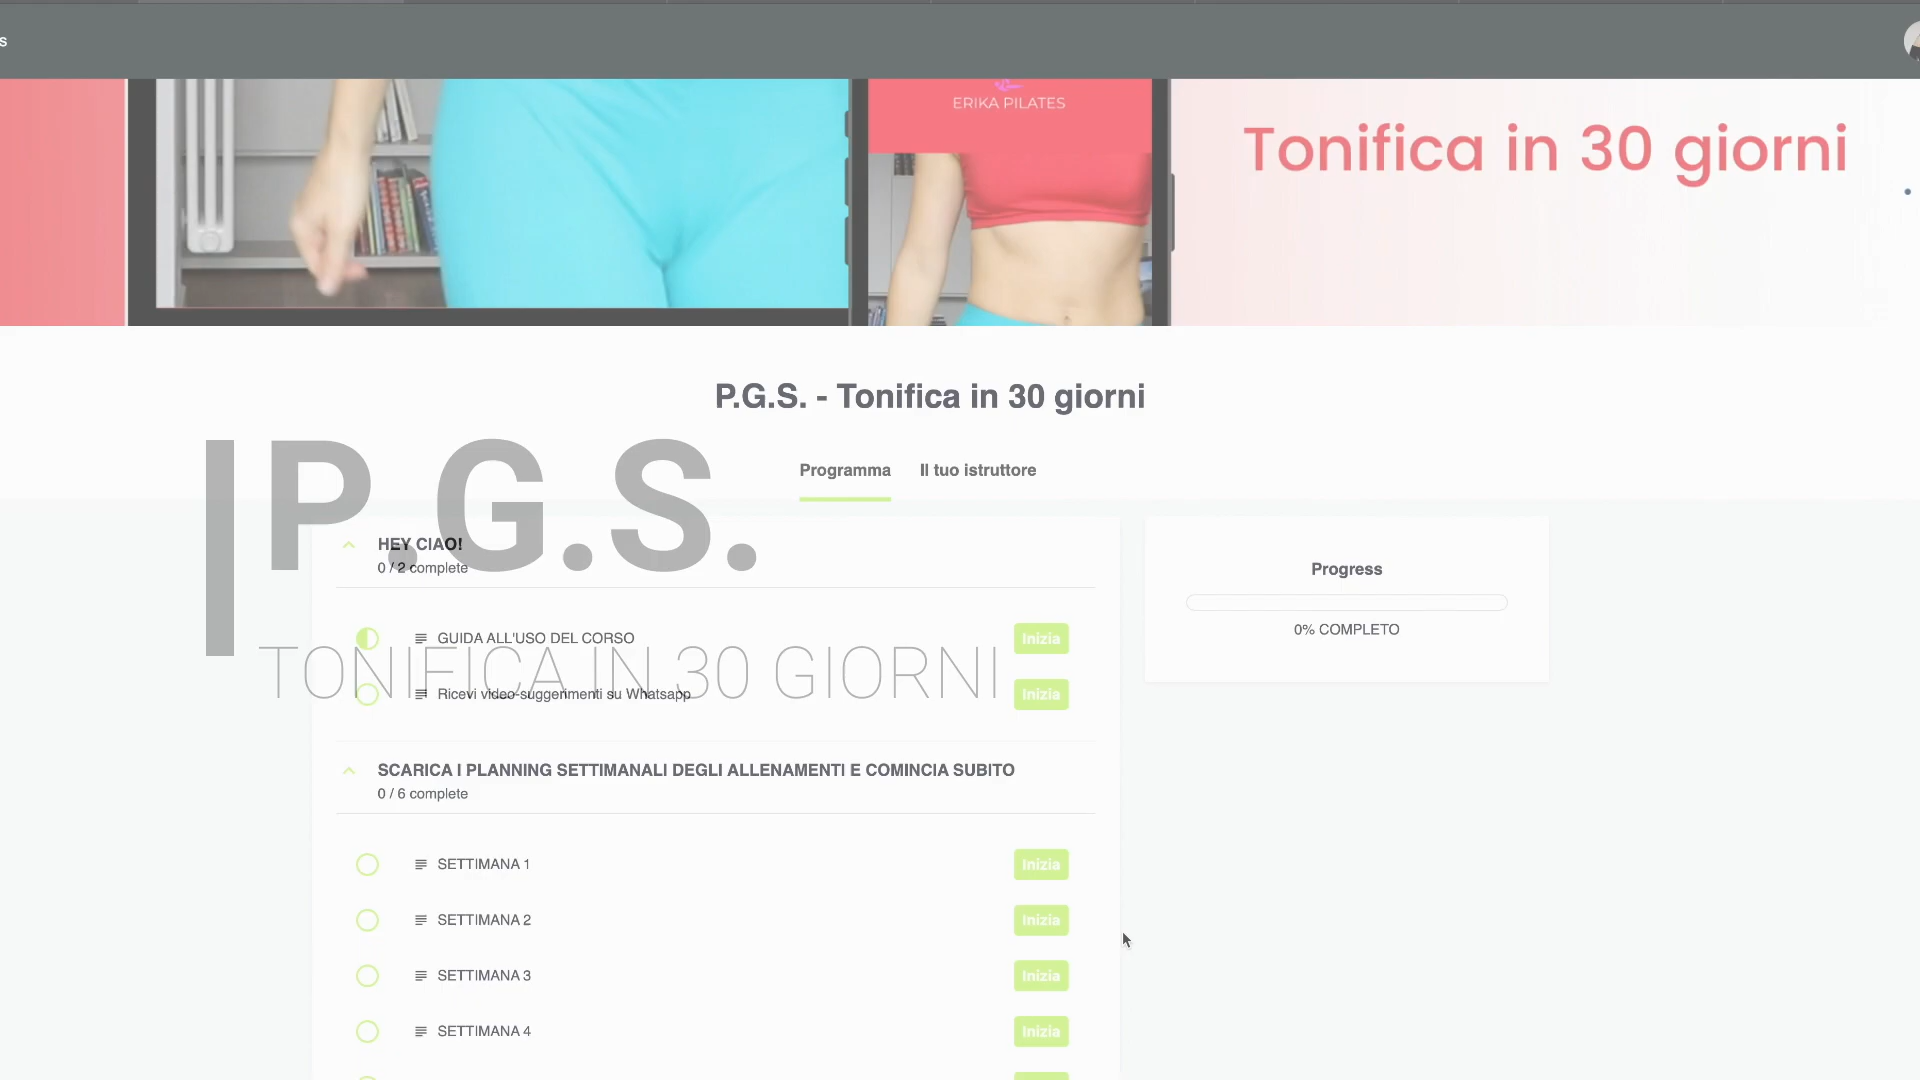 s
ERIKA PILATES
Tonifica in 30 giorni
P.G.S. - Tonifica in 30 giorni
Programma
Il tuo istruttore
P.G.S.
TONIFICA IN 30 GIORNI
HEY CIAO!
0 / 2 complete
GUIDA ALL'USO DEL CORSO
Inizia
Ricevi video-suggerimenti su Whatsapp
Inizia
SCARICA I PLANNING SETTIMANALI DEGLI ALLENAMENTI E COMINCIA SUBITO
0 / 6 complete
SETTIMANA 1
Inizia
SETTIMANA 2
Inizia
SETTIMANA 3
Inizia
SETTIMANA 4
Inizia
Progress
0% COMPLETO